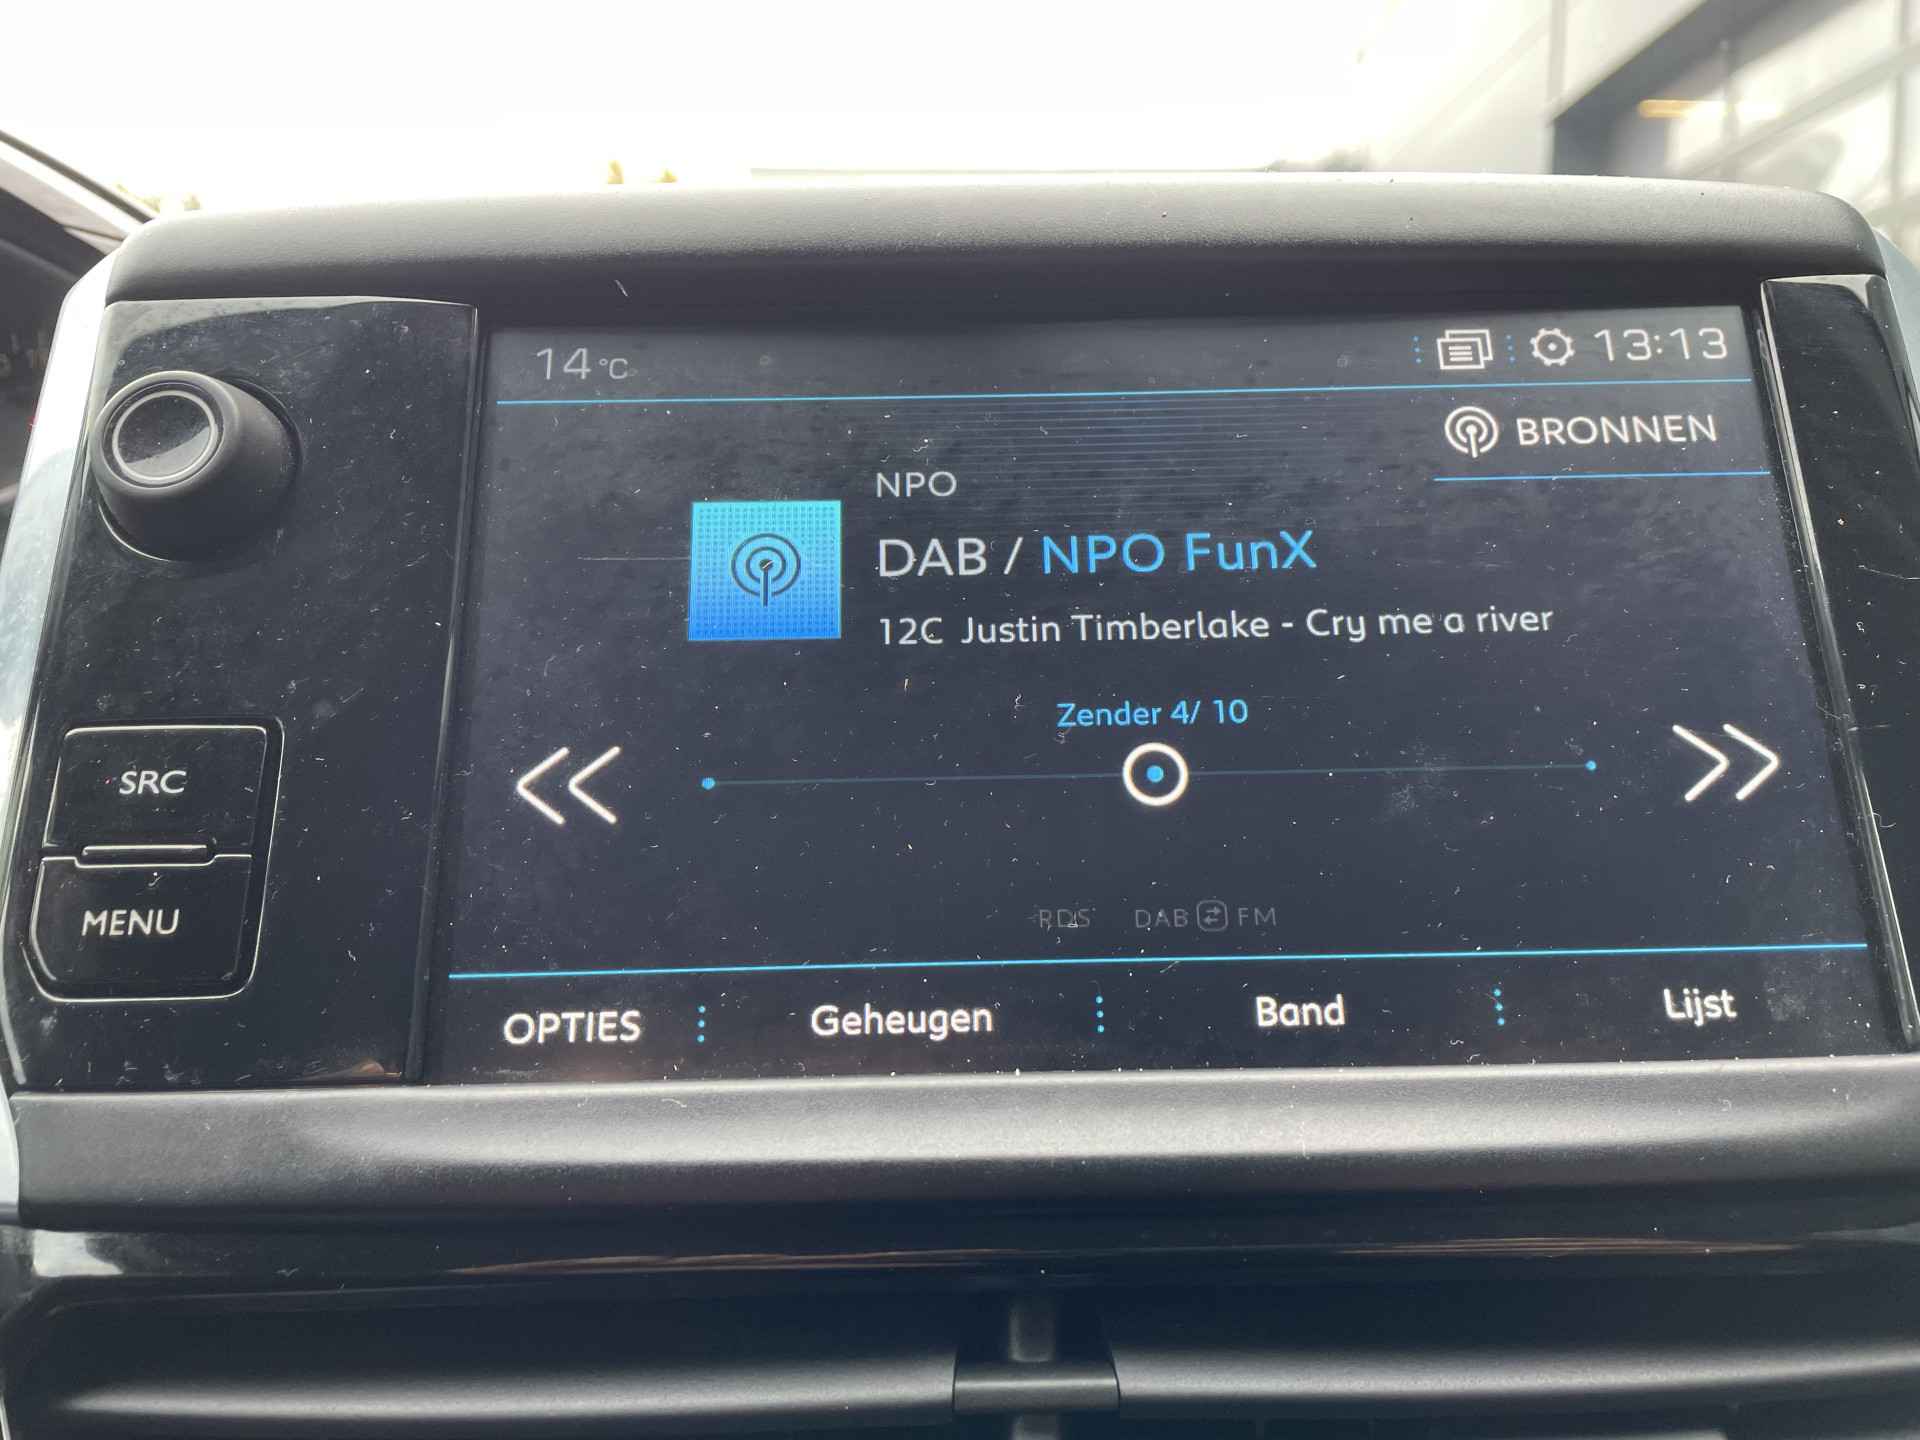 14 °C
13:13
BRONNEN
NPO
DAB / NPO FunX
12C Justin Timberlake - Cry me a river
Zender 4/ 10
SRC
MENU
RDS DAB FM
OPTIES Geheugen Band Lijst